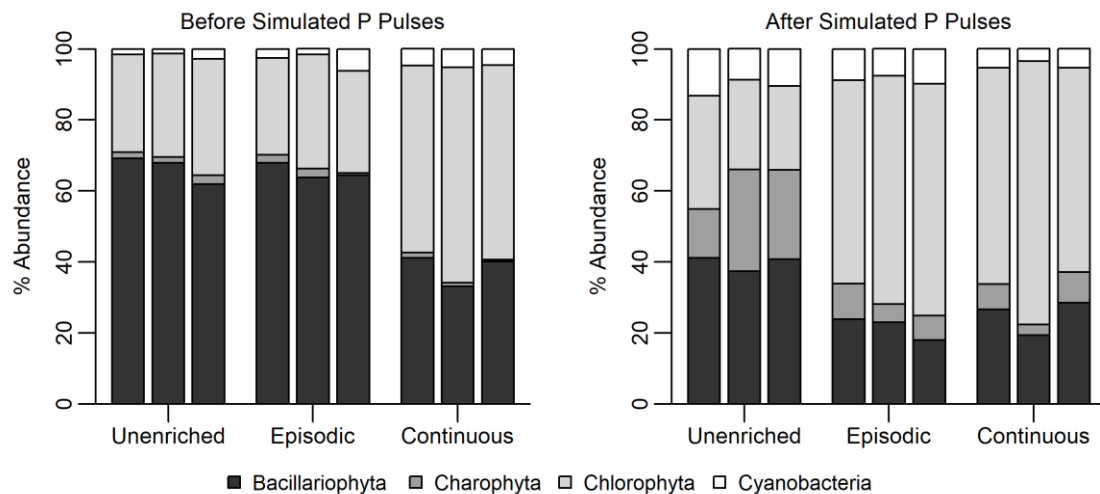 Before Simulated P Pulses
% Abundance
100
80
60
40
20
0
Unenriched Episodic Continuous
After Simulated P Pulses
% Abundance
100
80
60
40
20
0
Unenriched Episodic Continuous
Bacillariophyta Charophyta Chlorophyta Cyanobacteria